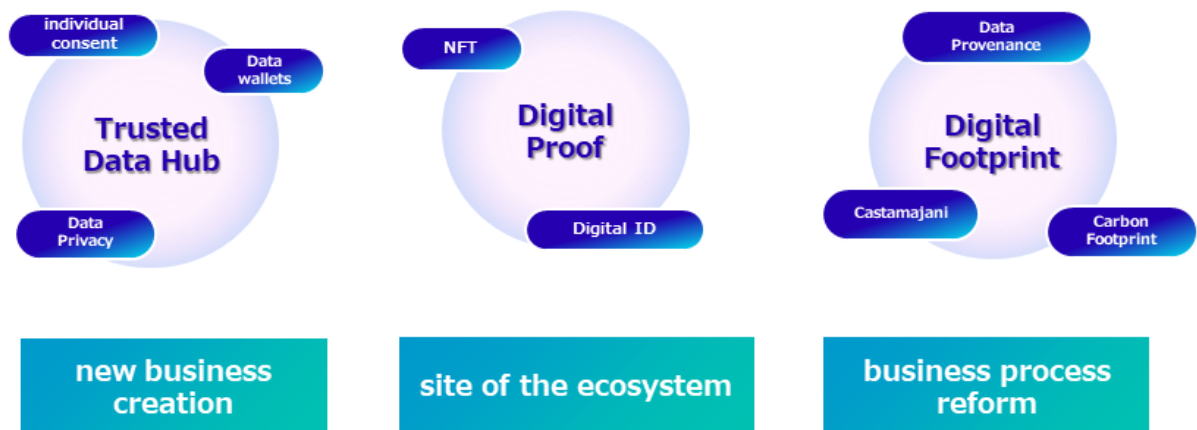 individual
consent
Data
wallets
Trusted
Data Hub
Data
Privacy
NFT
Digital
Proof
Digital ID
Data
Provenance
Digital
Footprint
Castamajani
Carbon
Footprint
new business
creation
site of the ecosystem
business process
reform